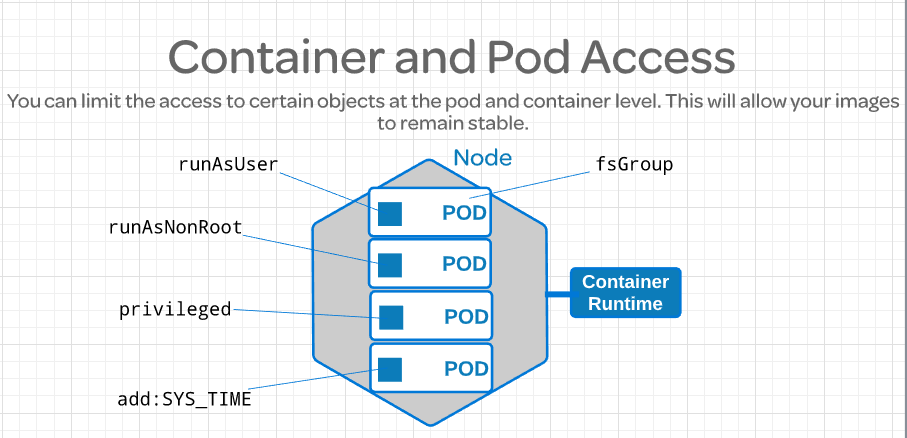 Container and Pod Access
You can limit the access to certain objects at the pod and container level. This will allow your images
to remain stable.
Node
runAsUser
fsGroup
POD
runAsNonRoot
POD
Container
Runtime
privileged
POD
POD
add:SYS_TIME